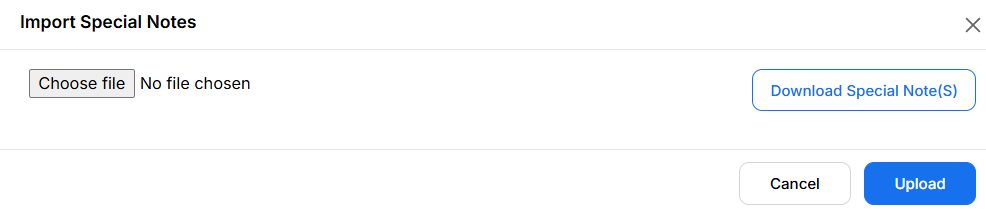 Import Special Notes
Choose file No file chosen
Download Special Note(S)
Cancel
Upload